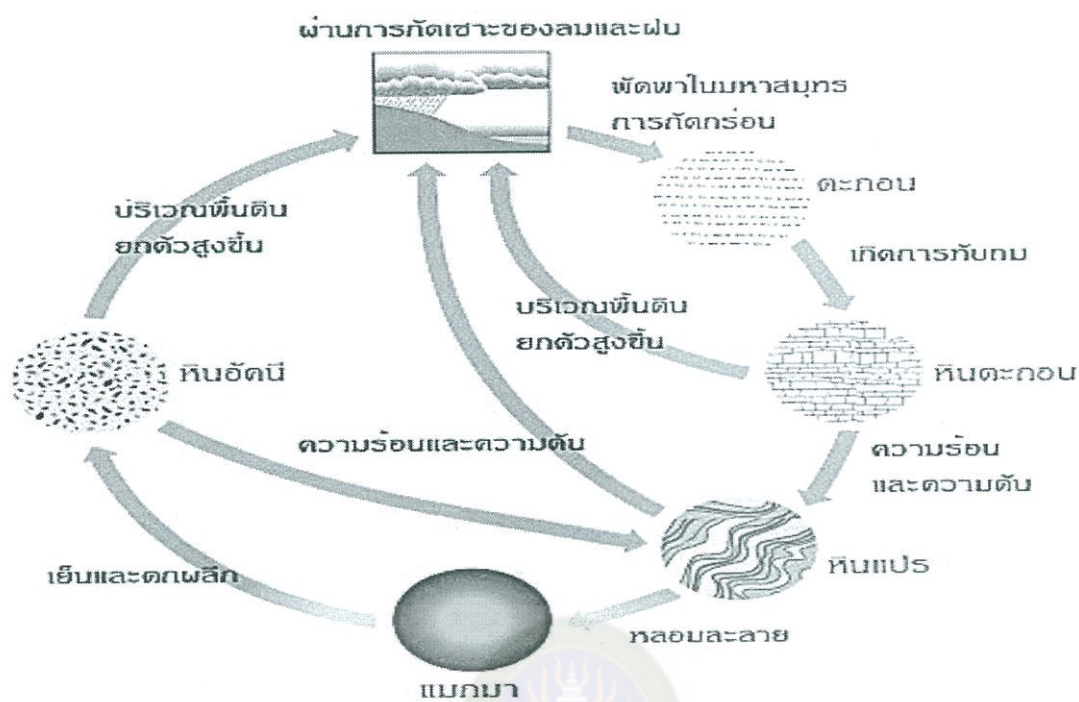 ผ่านการกัดเซาะของลมและฝน
พัดพาในมหาสมุทร
การกัดกร่อน
ตะกอน
บริเวณพื้นดิน
ยกตัวสูงขึ้น
เกิดการทับถม
บริเวณพื้นดิน
ยกตัวสูงขึ้น
หินอัคนี
หินตะกอน
ความร้อนและความดัน
ความร้อน
และความดัน
หินแปร
เย็นและตกผลึก
หลอมละลาย
แมกมา